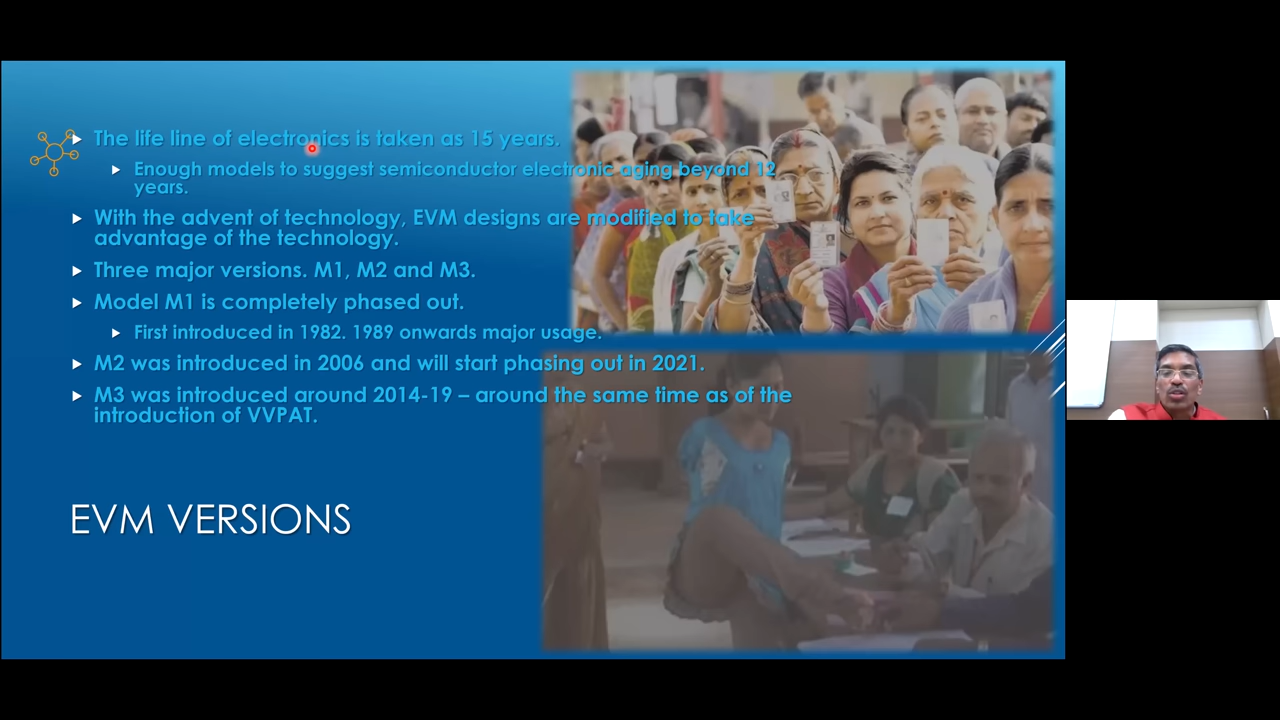 The life line of electronics is taken as 15 years.
Enough models to suggest semiconductor electronic aging beyond 12
years.
With the advent of technology, EVM designs are modified to take
advantage of the technology.
Three major versions. M1, M2 and M3.
Model M1 is completely phased out.
First introduced in 1982. 1989 onwards major usage.
M2 was introduced in 2006 and will start phasing out in 2021.
M3 was introduced around 2014-19 – around the same time as of the
introduction of VVPAT.
EVM VERSIONS